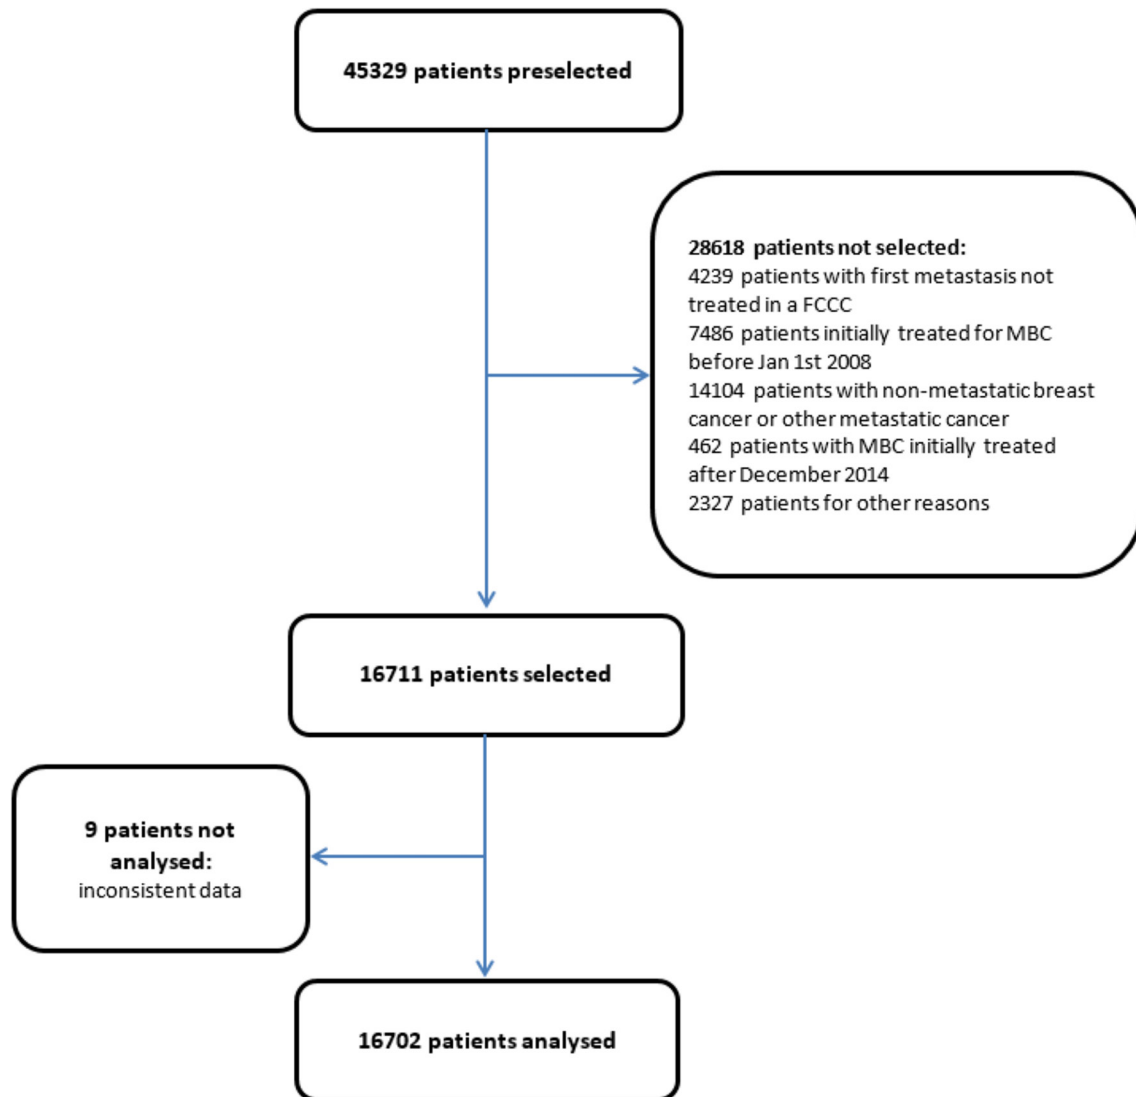 45329 patients preselected
28618 patients not selected:
4239 patients with first metastasis not
treated in a FCCC
7486 patients initially treated for MBC
before Jan 1st 2008
14104 patients with non-metastatic breast
cancer or other metastatic cancer
462 patients with MBC initially treated
after December 2014
2327 patients for other reasons
16711 patients selected
9 patients not
analysed:
inconsistent data
16702 patients analysed